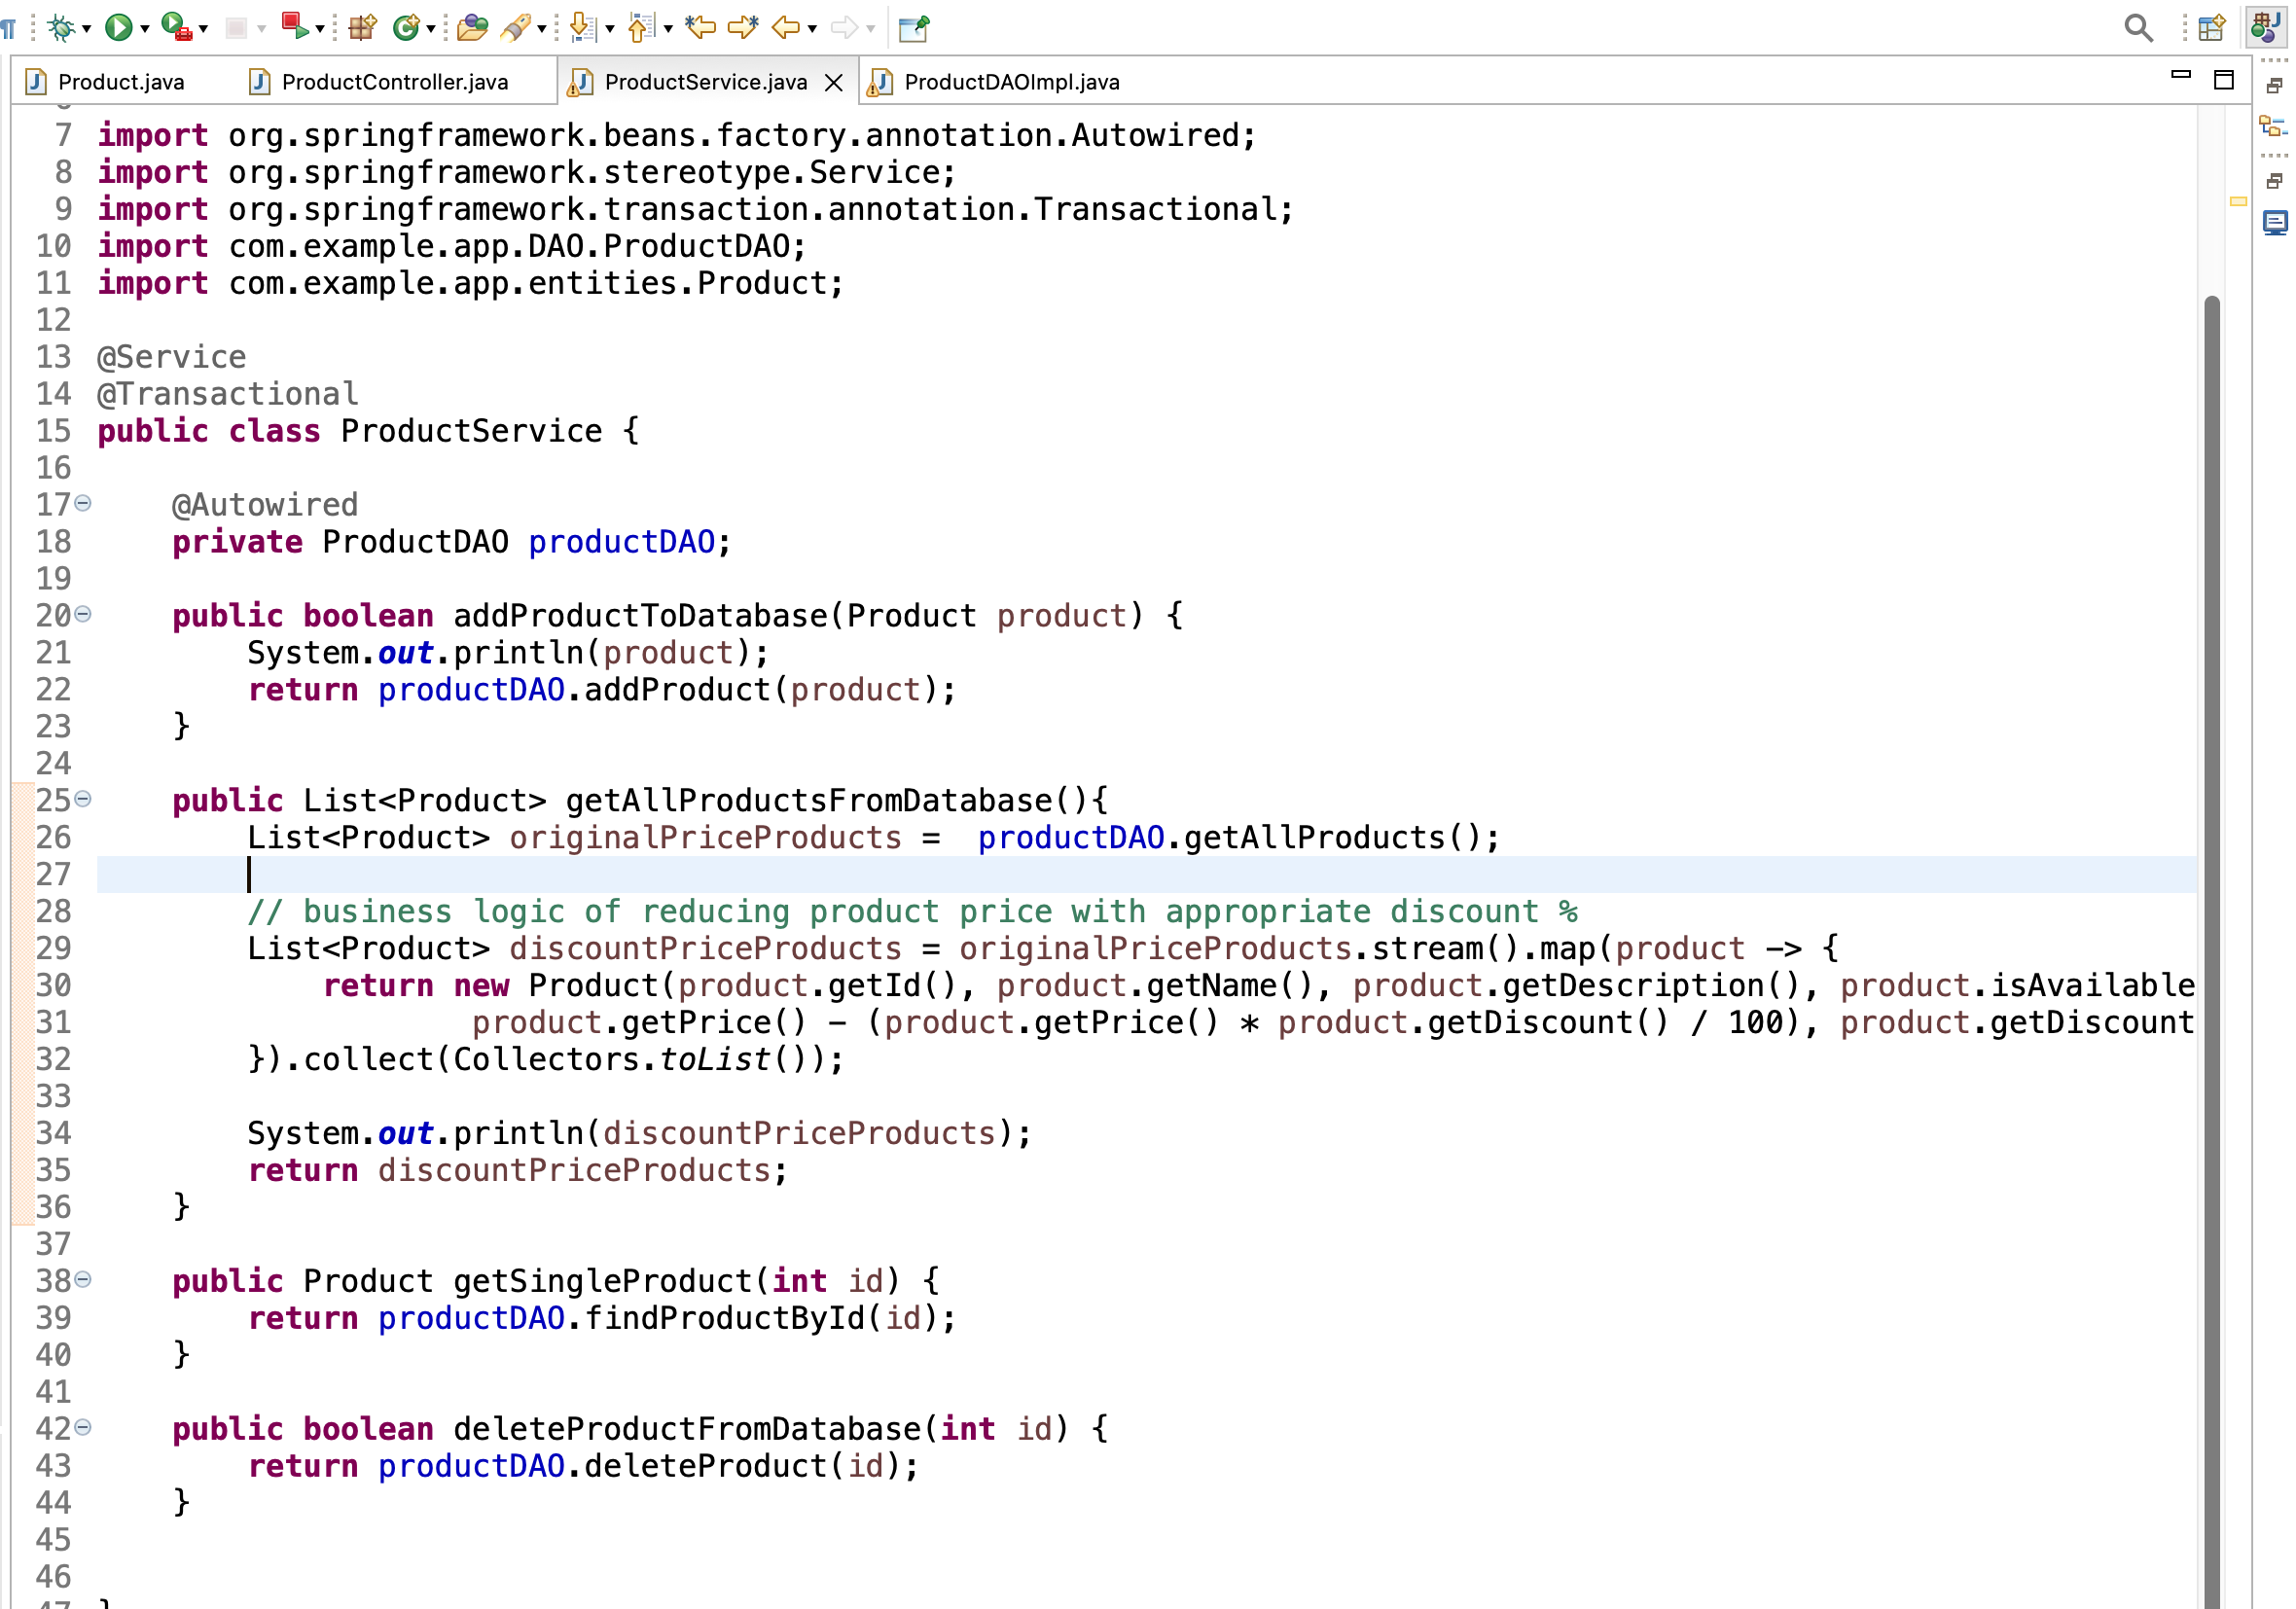 Product.java ProductController.java ProductService.java ProductDAOImpl.java
7 import org.springframework.beans.factory.annotation.Autowired;
8 import org.springframework.stereotype.Service;
9 import org.springframework.transaction.annotation.Transactional;
10 import com.example.app.DAO.ProductDAO;
11 import com.example.app.entities.Product;
12
13 @Service
14 @Transactional
15 public class ProductService {
16
17 @Autowired
18 private ProductDAO productDAO;
19
20 public boolean addProductToDatabase(Product product) {
21 System.out.println(product);
22 return productDAO.addProduct(product);
23 }
24
25 public List<Product> getAllProductsFromDatabase(){
26 List<Product> originalPriceProducts =  productDAO.getAllProducts();
27
28 // business logic of reducing product price with appropriate discount %
29 List<Product> discountPriceProducts = originalPriceProducts.stream().map(product -> {
30 return new Product(product.getId(), product.getName(), product.getDescription(), product.isAvailable
31 product.getPrice() - (product.getPrice() * product.getDiscount() / 100), product.getDiscount
32 }).collect(Collectors.toList());
33
34 System.out.println(discountPriceProducts);
35 return discountPriceProducts;
36 }
37
38 public Product getSingleProduct(int id) {
39 return productDAO.findProductById(id);
40 }
41
42 public boolean deleteProductFromDatabase(int id) {
43 return productDAO.deleteProduct(id);
44 }
45
46